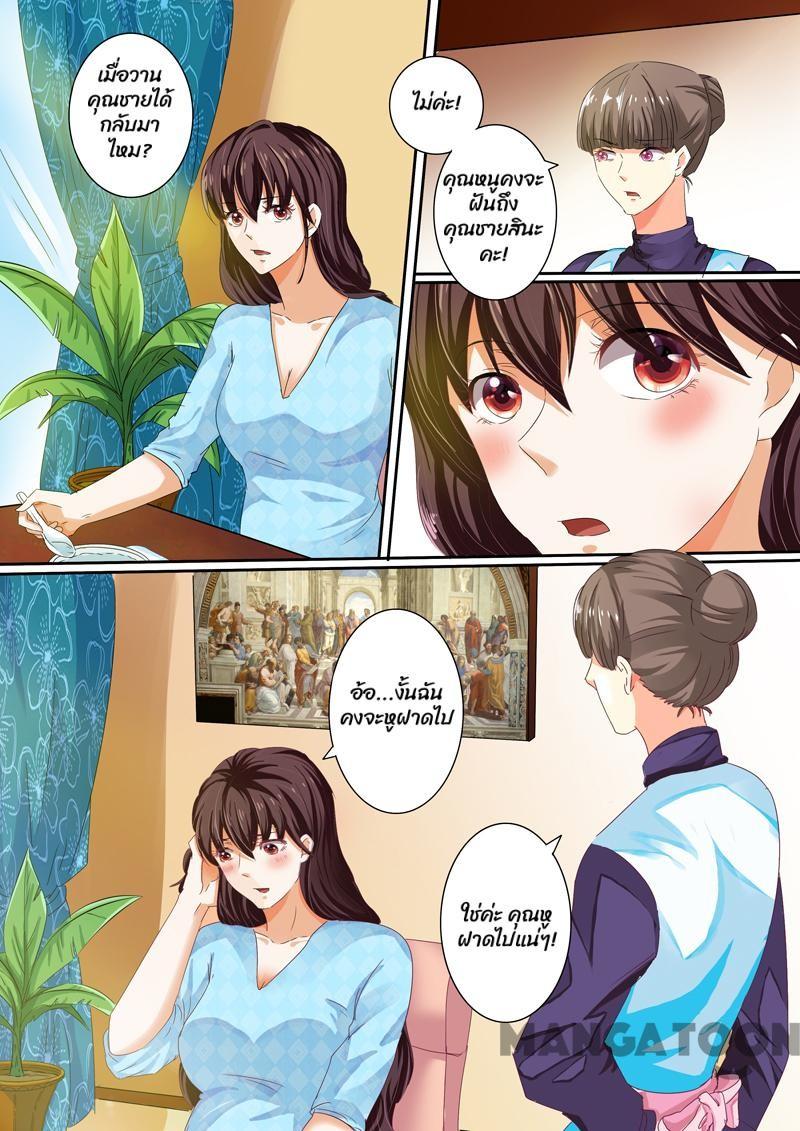 เมื่อวาน
คุณชายได้
กลับมา
ไหม?
ไม่ค่ะ!
คุณหนูคงจะ
ฝันถึง
คุณชายสินะ
คะ!
อ้อ...งั้นฉัน
คงจะหูฝาดไป
ใช่ค่ะ คุณหู
ฝาดไปแน่ๆ!
MANGATOON